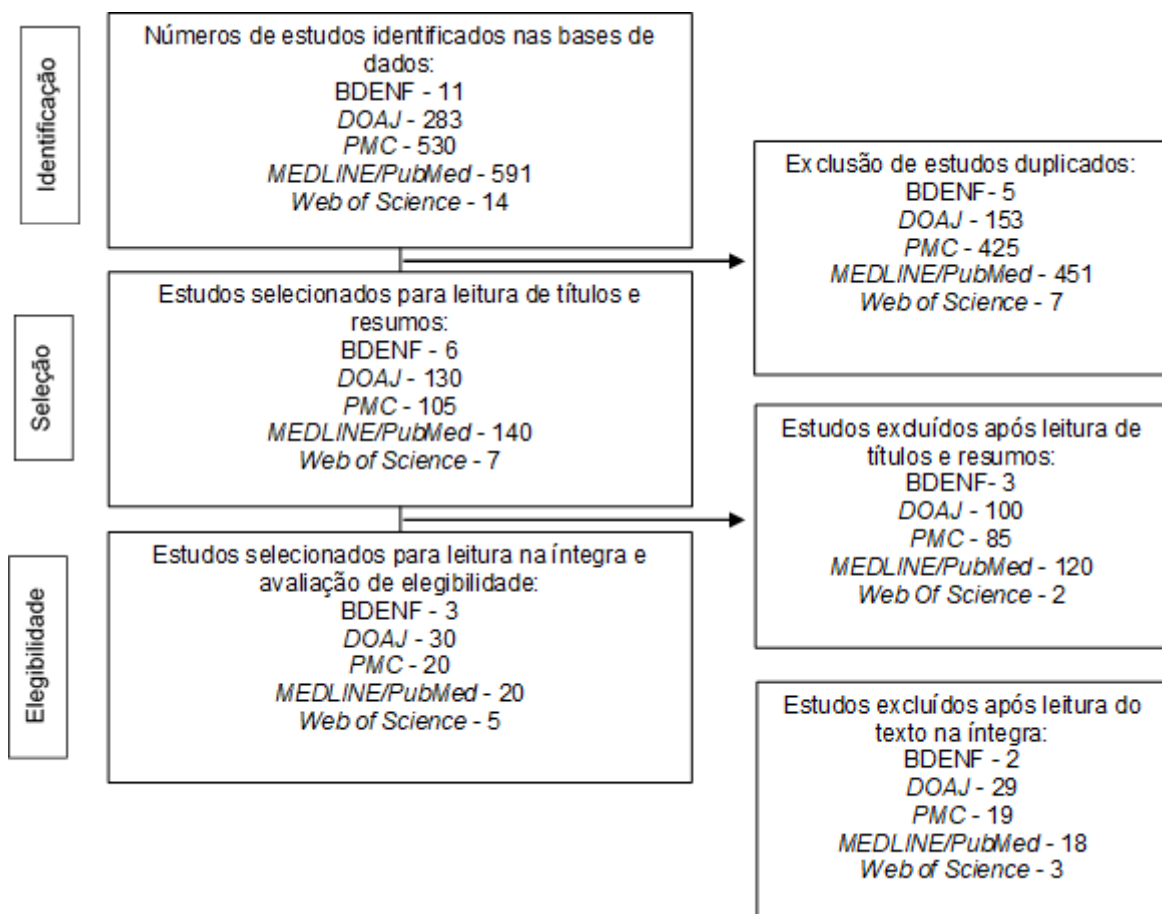 Identificação
Números de estudos identificados nas bases de
dados:
BDENF - 11
DOAJ - 283
PMC - 530
MEDLINE/PubMed - 591
Web of Science - 14
Exclusão de estudos duplicados:
BDENF - 5
DOAJ - 153
PMC - 425
MEDLINE/PubMed - 451
Web of Science - 7
Seleção
Estudos selecionados para leitura de títulos e
resumos:
BDENF - 6
DOAJ - 130
PMC - 105
MEDLINE/PubMed - 140
Web of Science - 7
Estudos excluídos após leitura de
títulos e resumos:
BDENF- 3
DOAJ - 100
PMC - 85
MEDLINE/PubMed - 120
Web Of Science - 2
Elegibilidade
Estudos selecionados para leitura na íntegra e
avaliação de elegibilidade:
BDENF - 3
DOAJ - 30
PMC - 20
MEDLINE/PubMed - 20
Web of Science - 5
Estudos excluídos após leitura do
texto na íntegra:
BDENF - 2
DOAJ - 29
PMC - 19
MEDLINE/PubMed - 18
Web of Science - 3